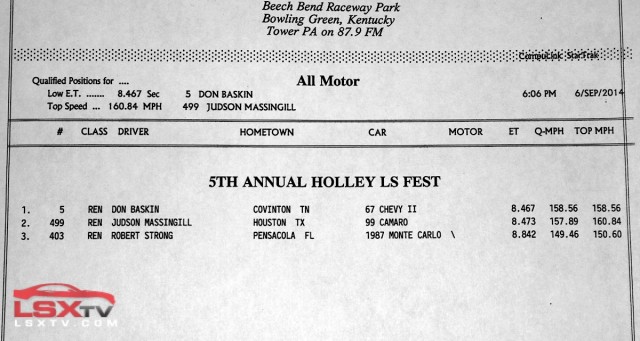 Beech Bend Raceway Park
Bowling Green, Kentucky
Tower PA on 87.9 FM
CompuLink StarTrak
All Motor
Qualified Positions for ....
Low E.T. ....... 8.467 Sec 5 DON BASKIN 6:06 PM 6/SEP/2014
Top Speed ... 160.84 MPH 499 JUDSON MASSINGILL
# CLASS DRIVER HOMETOWN CAR MOTOR ET Q-MPH TOP MPH
5TH ANNUAL HOLLEY LS FEST
1. 5 REN DON BASKIN COVINTON TN 67 CHEVY II 8.467 158.56 158.56
2. 499 REN JUDSON MASSINGILL HOUSTON TX 99 CAMARO 8.473 157.89 160.84
3. 403 REN ROBERT STRONG PENSACOLA FL 1987 MONTE CARLO \ 8.842 149.46 150.60
LSXTV
LSXTV.COM